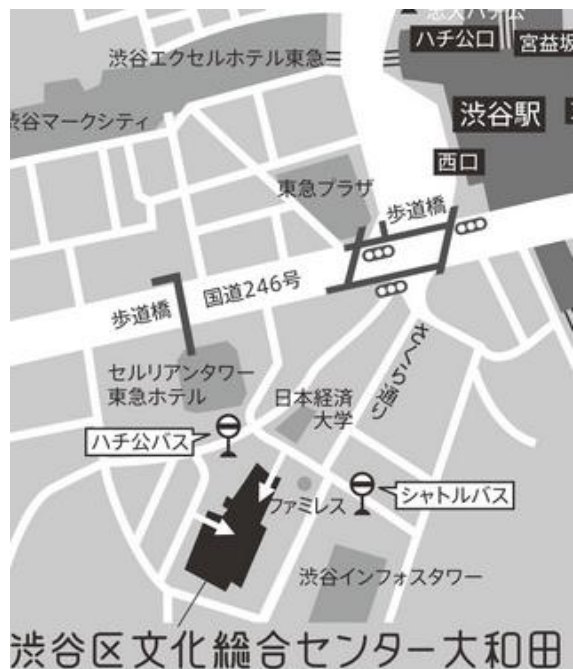 ハチ公口
宮益坂
渋谷エクセルホテル東急
渋谷駅
渋谷マークシティ
西口
東急プラザ
歩道橋
国道246号
歩道橋
さくら通り
セルリアンタワー
東急ホテル
日本経済
大学
ハチ公バス
ファミレス
シャトルバス
渋谷インフォスタワー
渋谷区文化総合センター大和田